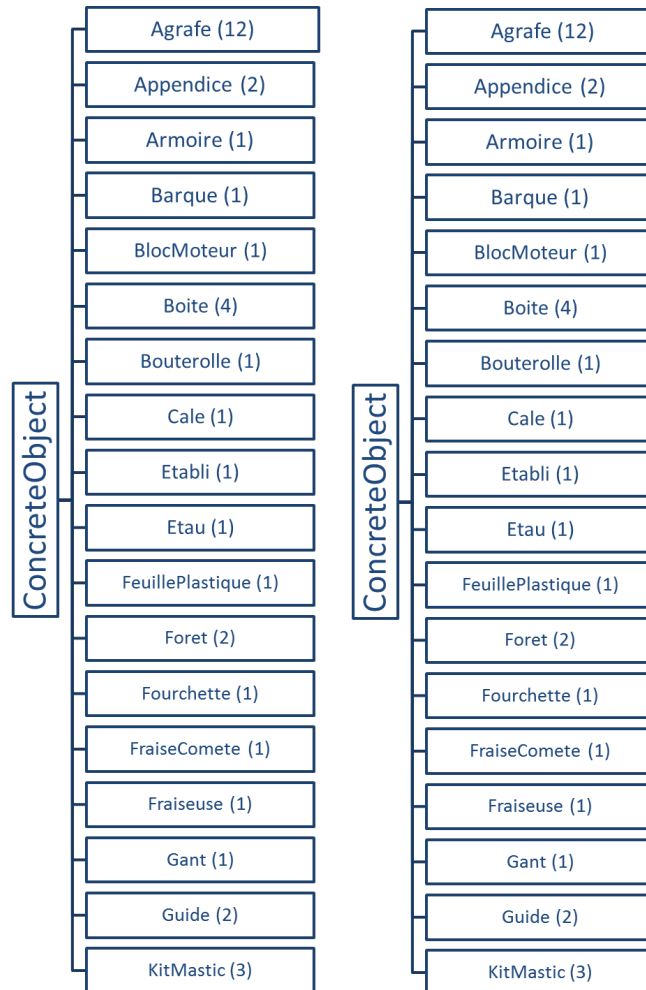 ConcreteObject
Agrafe (12)
Appendice (2)
Armoire (1)
Barque (1)
BlocMoteur (1)
Boite (4)
Bouterolle (1)
Cale (1)
Etabli (1)
Etau (1)
FeuillePlastique (1)
Foret (2)
Fourchette (1)
FraiseComete (1)
Fraiseuse (1)
Gant (1)
Guide (2)
KitMastic (3)
ConcreteObject
Agrafe (12)
Appendice (2)
Armoire (1)
Barque (1)
BlocMoteur (1)
Boite (4)
Bouterolle (1)
Cale (1)
Etabli (1)
Etau (1)
FeuillePlastique (1)
Foret (2)
Fourchette (1)
FraiseComete (1)
Fraiseuse (1)
Gant (1)
Guide (2)
KitMastic (3)